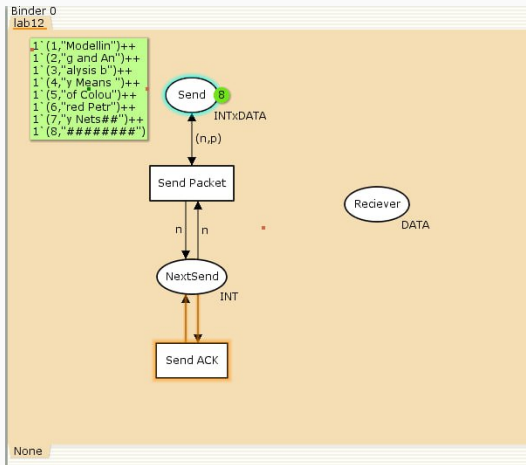 Binder 0
lab12
1`(1,"Modellin")++
1`(2,"g and An")++
1`(3,"alysis b")++
1`(4,"y Means ")++
1`(5,"of Colou")++
1`(6,"red Petr")++
1`(7,"y Nets##")++
1`(8,"########")
Send
8
INTxDATA
(n,p)
Send Packet
Reciever
DATA
n
n
NextSend
INT
Send ACK
None